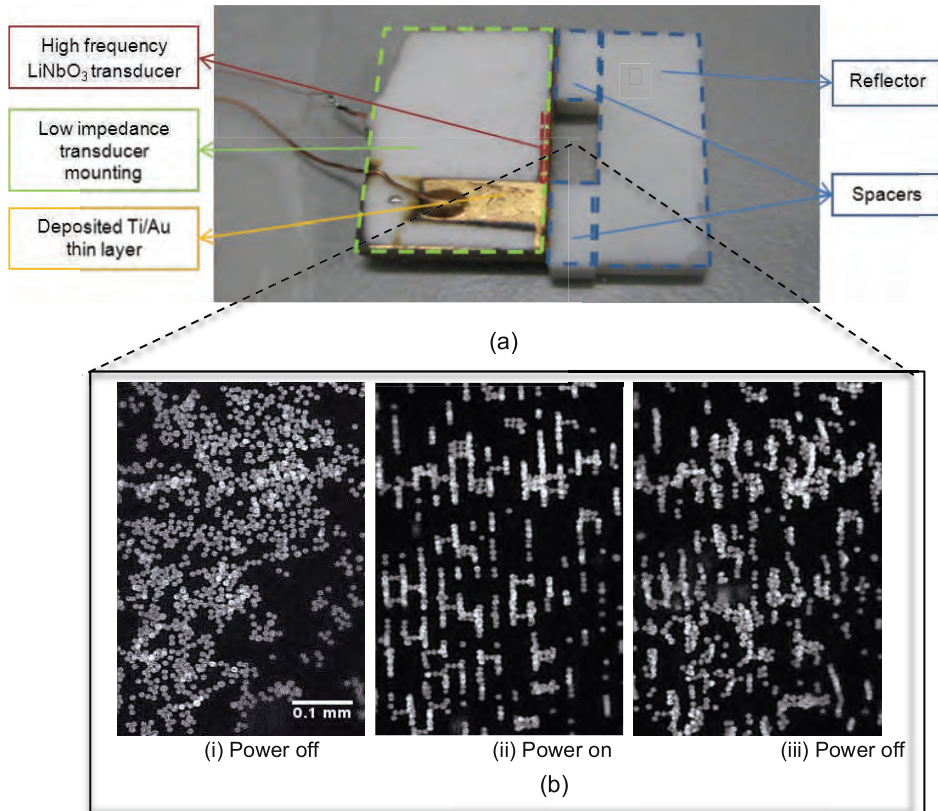 High frequency
LiNbO3 transducer
Low impedance
transducer
mounting
Deposited Ti/Au
thin layer
Reflector
Spacers
(a)
0.1 mm
(i) Power off
(ii) Power on
(iii) Power off
(b)